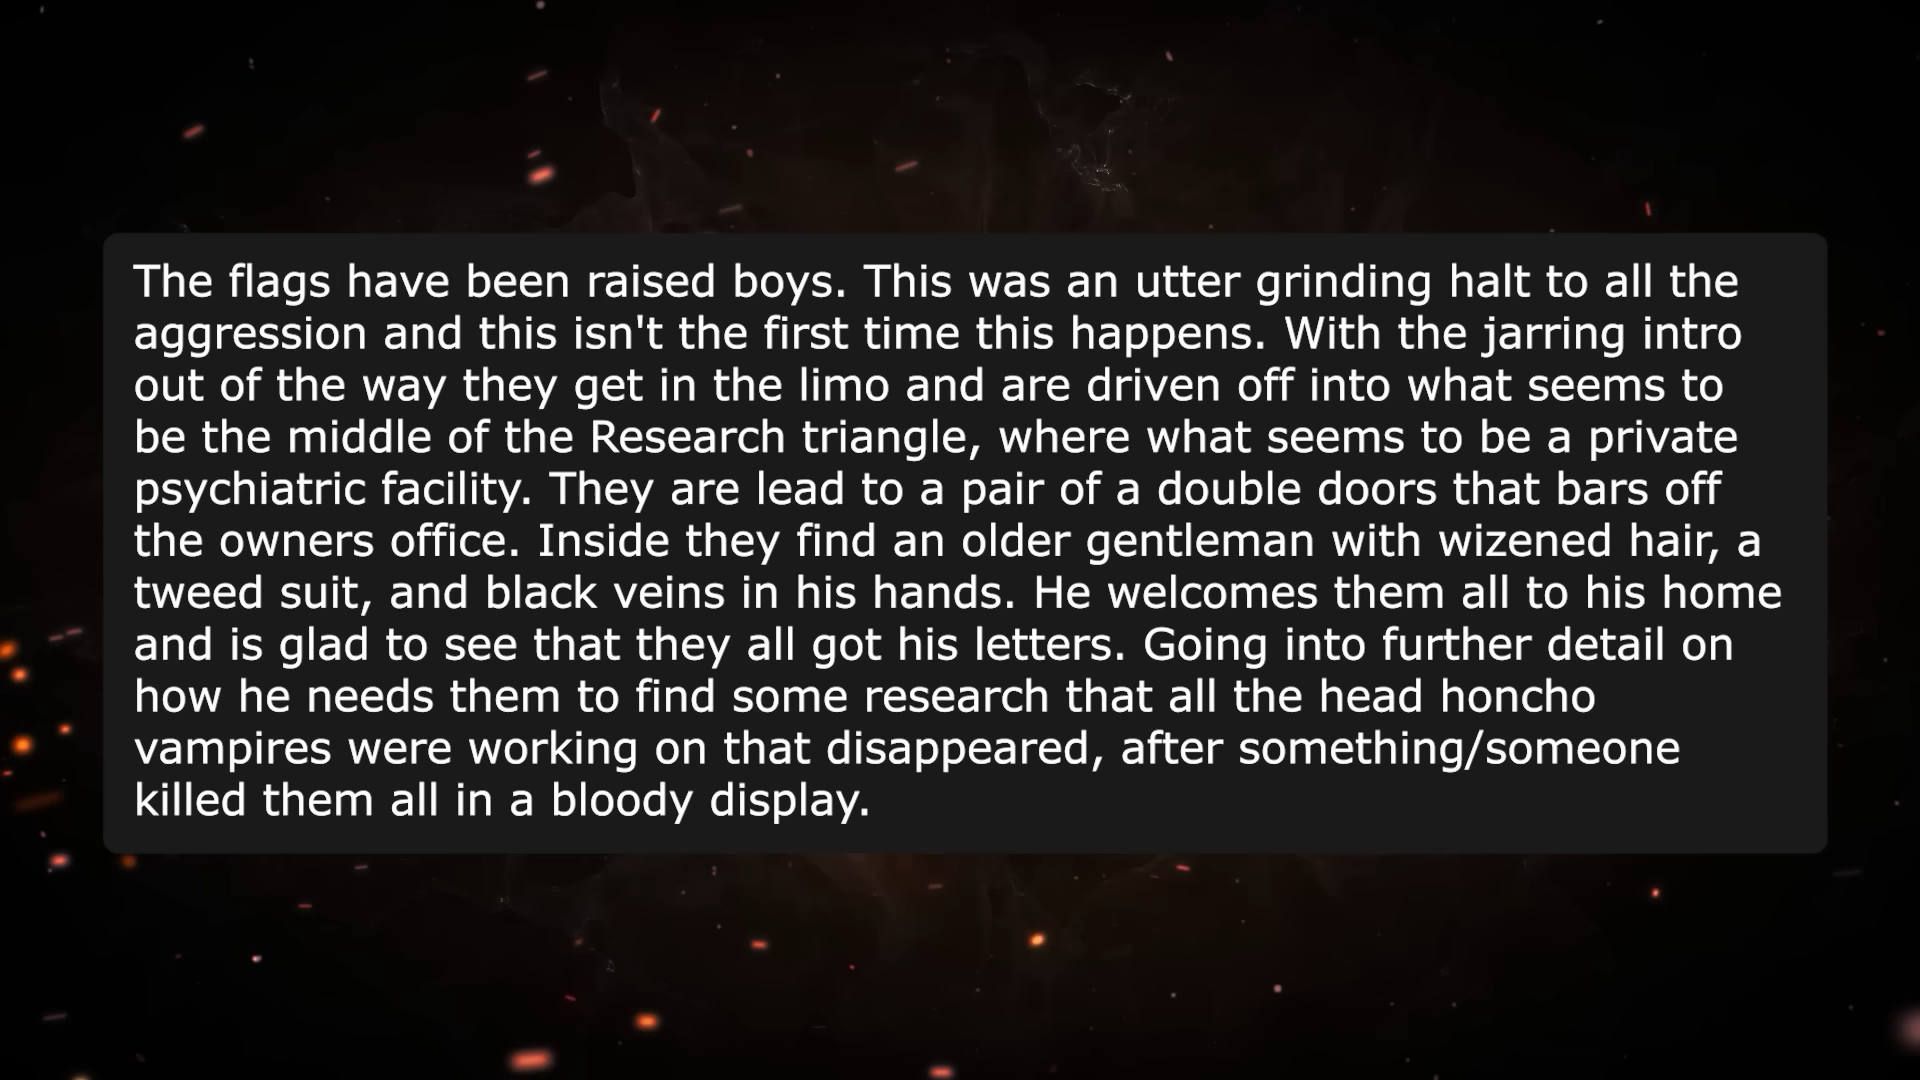 The flags have been raised boys. This was an utter grinding halt to all the
aggression and this isn't the first time this happens. With the jarring intro
out of the way they get in the limo and are driven off into what seems to
be the middle of the Research triangle, where what seems to be a private
psychiatric facility. They are lead to a pair of a double doors that bars off
the owners office. Inside they find an older gentleman with wizened hair, a
tweed suit, and black veins in his hands. He welcomes them all to his home
and is glad to see that they all got his letters. Going into further detail on
how he needs them to find some research that all the head honcho
vampires were working on that disappeared, after something/someone
killed them all in a bloody display.